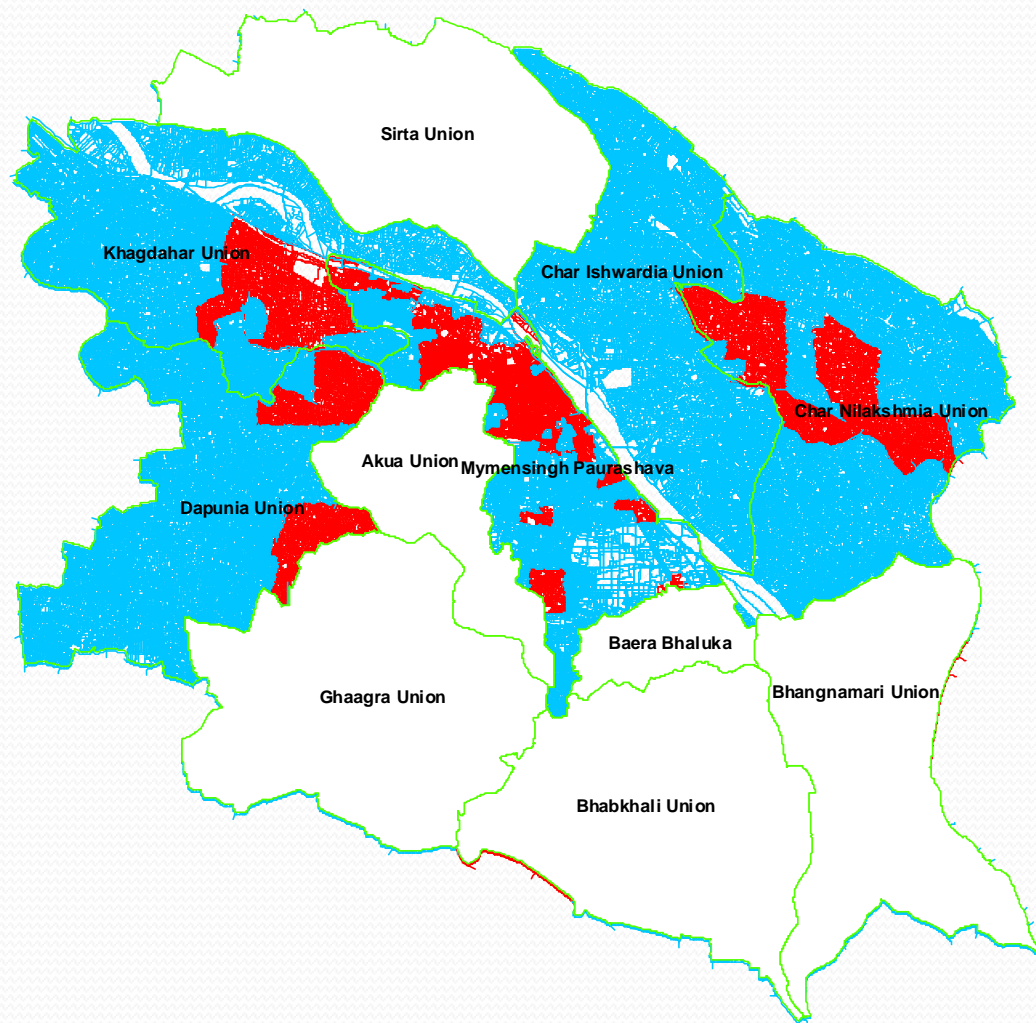 Sirta Union
Khagdahar Union
Char Ishwardia Union
Char Nilakshmia Union
Akua Union
Mymensingh Paurashava
Dapunia Union
Baera Bhaluka
Ghaagra Union
Bhangnamari Union
Bhabkhali Union